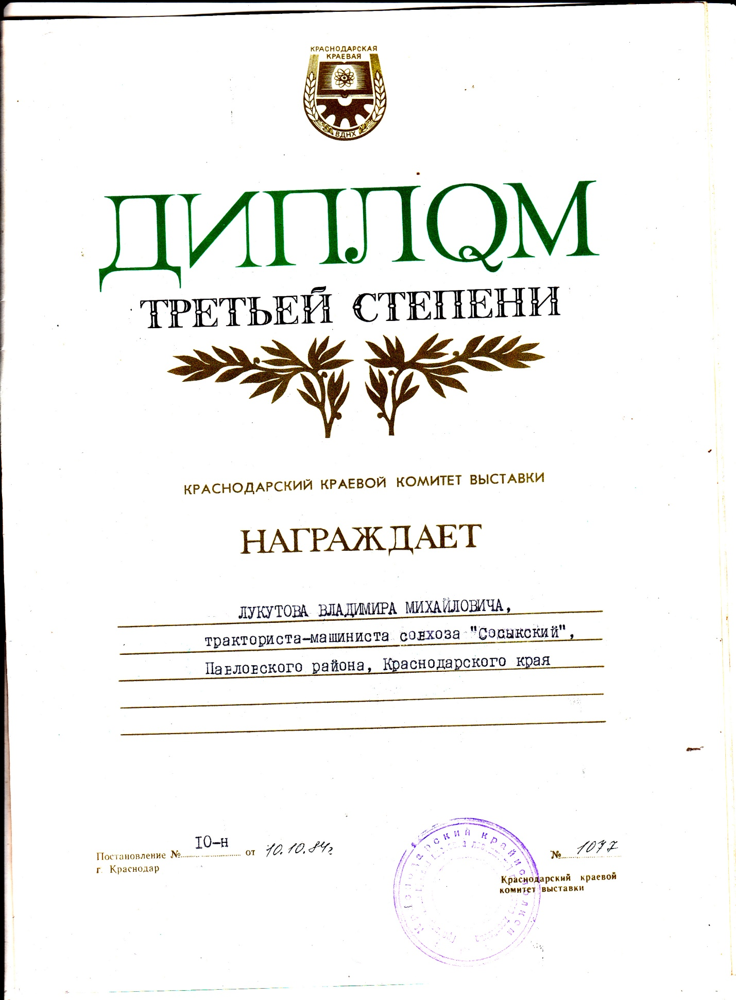 КРАСНОДАРСКАЯ
КРАЕВАЯ
ВДНХ
ДИПЛОМ
ТРЕТЬЕЙ СТЕПЕНИ
КРАСНОДАРСКИЙ КРАЕВОЙ КОМИТЕТ ВЫСТАВКИ
НАГРАЖДАЕТ
ЛУКУТОВА ВЛАДИМИРА МИХАЙЛОВИЧА,
тракториста-машиниста совхоза "Сосыкский",
Павловского района, Краснодарского края
Постановление № IO-н от 10.10.84г
г. Краснодар
№ 1077
Краснодарский краевой
комитет выставки